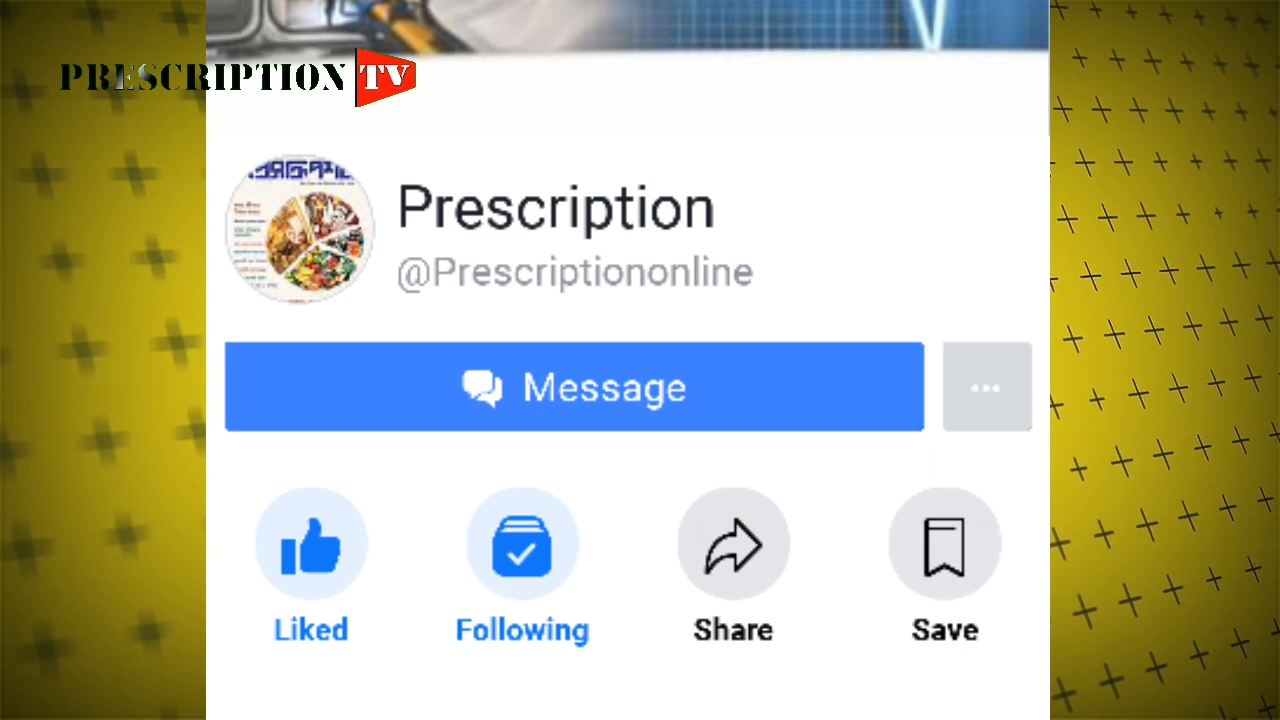 PRESCRIPTION TV
Prescription
@Prescriptiononline
Message
Liked Following Share Save